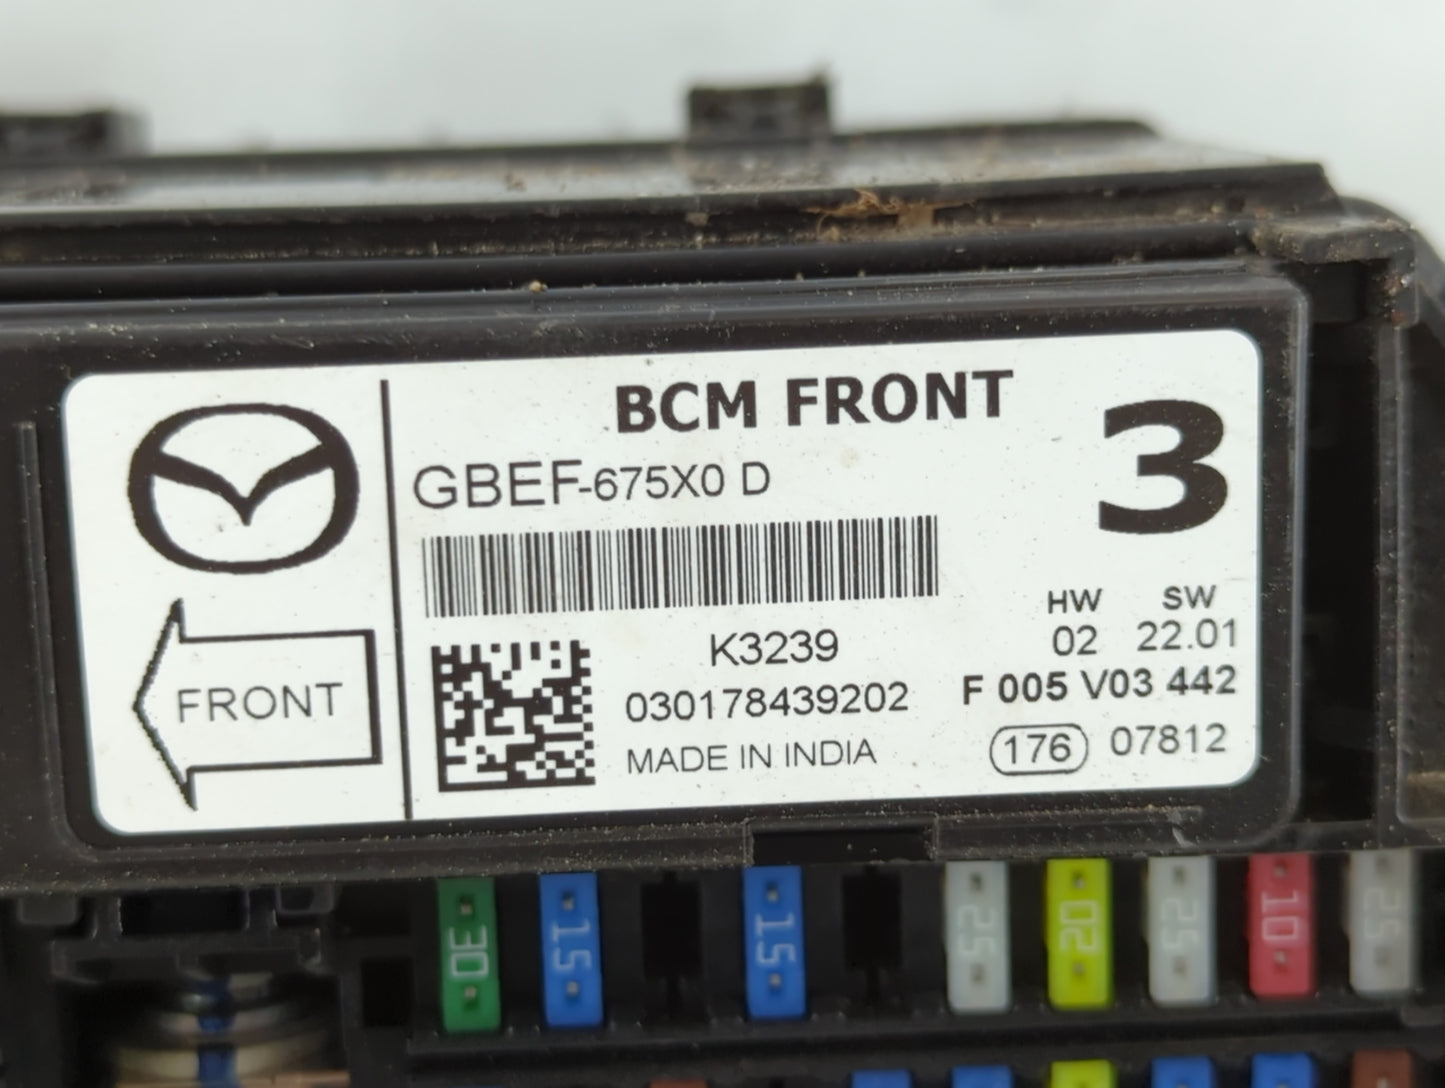 BCM FRONT
3
GBEF-675X0 D
HW SW
02 22.01
K3239
F 005 V03 442
030178439202
176 07812
MADE IN INDIA
FRONT
30 15 15 25 20 25 10 25